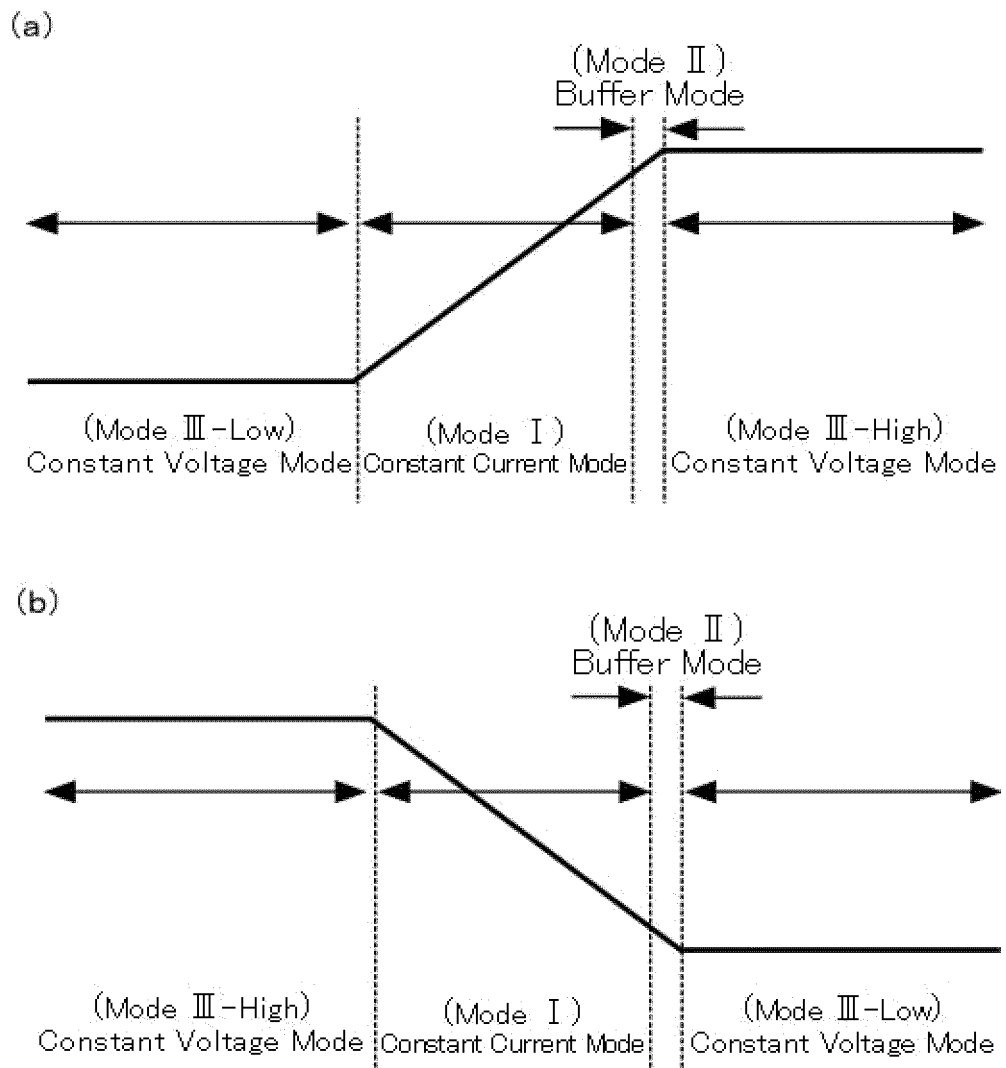 (a)
(Mode Ⅱ)
Buffer Mode
(Mode Ⅲ-Low)
Constant Voltage Mode
(Mode Ⅰ)
Constant Current Mode
(Mode Ⅲ-High)
Constant Voltage Mode
(b)
(Mode Ⅱ)
Buffer Mode
(Mode Ⅲ-High)
Constant Voltage Mode
(Mode Ⅰ)
Constant Current Mode
(Mode Ⅲ-Low)
Constant Voltage Mode